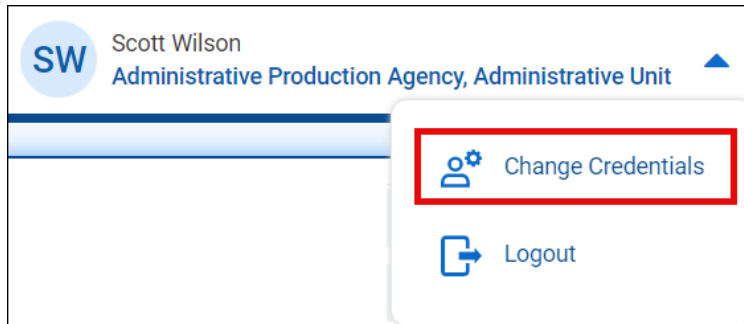 SW
Scott Wilson
Administrative Production Agency, Administrative Unit
Change Credentials
Logout